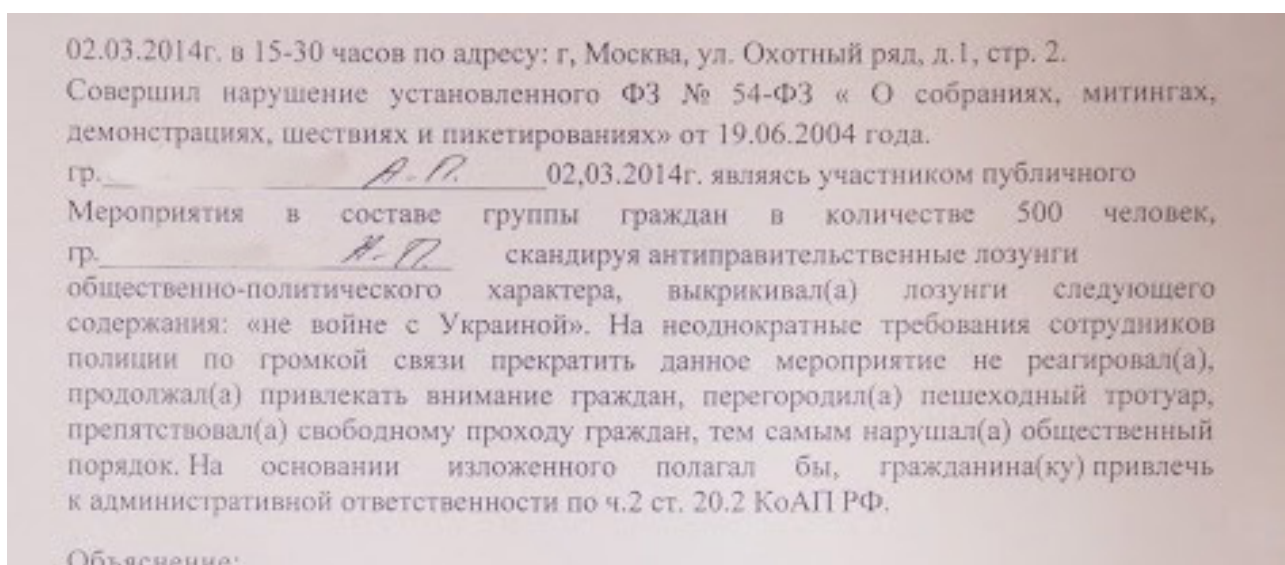 02.03.2014г. в 15-30 часов по адресу: г, Москва, ул. Охотный ряд, д.1, стр. 2.
Совершил нарушение установленного ФЗ № 54-ФЗ « О собраниях, митингах,
демонстрациях, шествиях и пикетированиях» от 19.06.2004 года.
гр. А.П. 02,03.2014г. являясь участником публичного
Мероприятия в составе группы граждан в количестве 500 человек,
гр. А.П. скандируя антиправительственные лозунги
общественно-политического характера, выкрикивал(а) лозунги следующего
содержания: «не войне с Украиной». На неоднократные требования сотрудников
полиции по громкой связи прекратить данное мероприятие не реагировал(а),
продолжал(а) привлекать внимание граждан, перегородил(а) пешеходный тротуар,
препятствовал(а) свободному проходу граждан, тем самым нарушал(а) общественный
порядок. На основании изложенного полагал бы, гражданина(ку) привлечь
к административной ответственности по ч.2 ст. 20.2 КоАП РФ.
Объяснение: